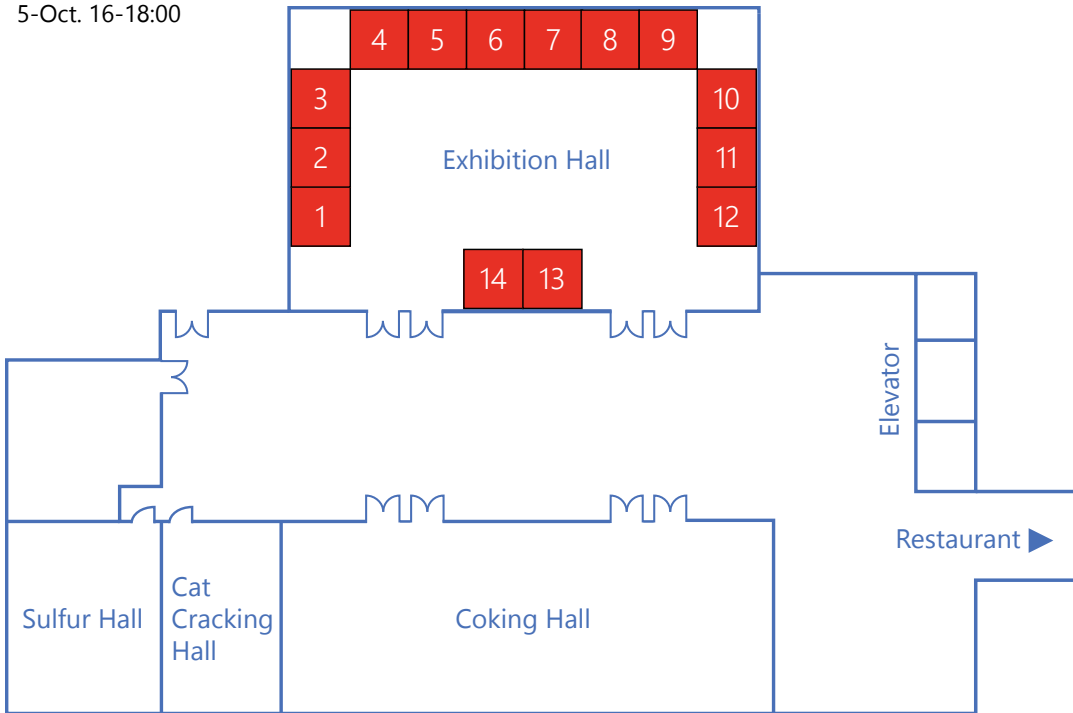 5-Oct. 16-18:00
4 5 6 7 8 9
3
10
2
Exhibition Hall
11
1
12
14 13
Elevator
Restaurant ▶
Sulfur Hall
Cat
Cracking
Hall
Coking Hall